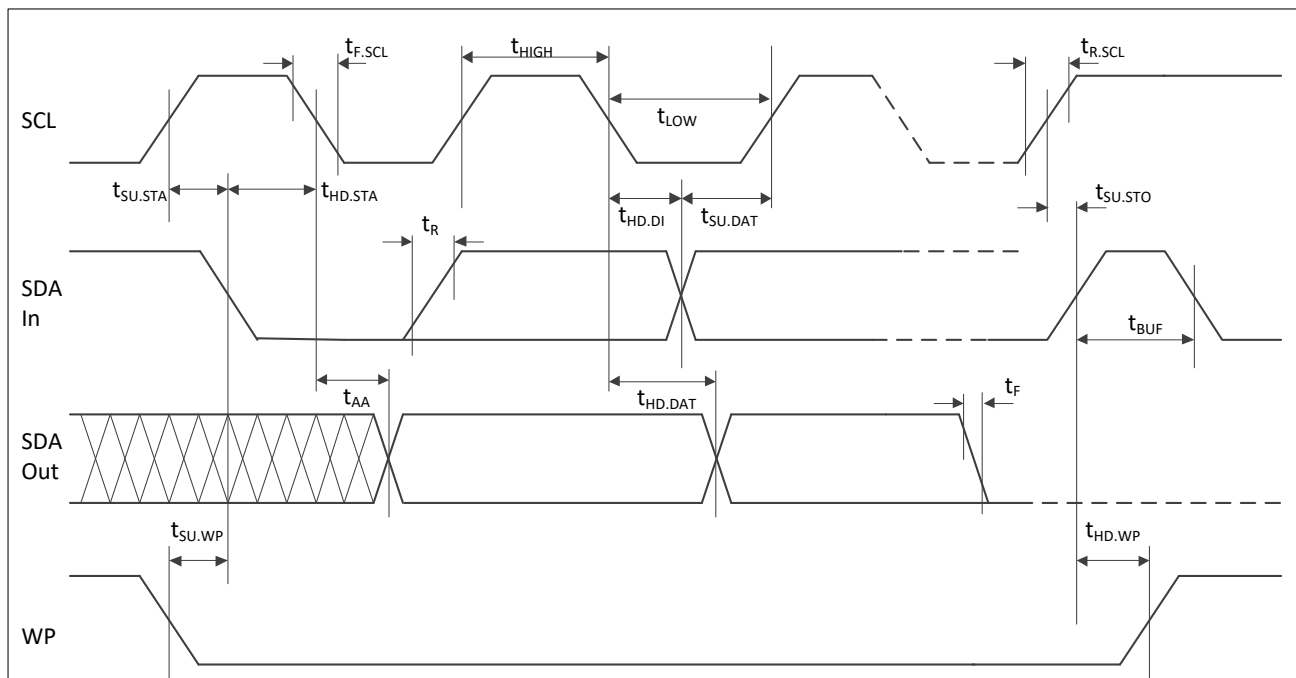 tF.SCL
tHIGH
tR.SCL
SCL
tLOW
tSU.STA
tHD.STA
tHD.DI
tSU.DAT
tSU.STO
tR
SDA
In
tBUF
tAA
tHD.DAT
tF
SDA
Out
tSU.WP
tHD.WP
WP